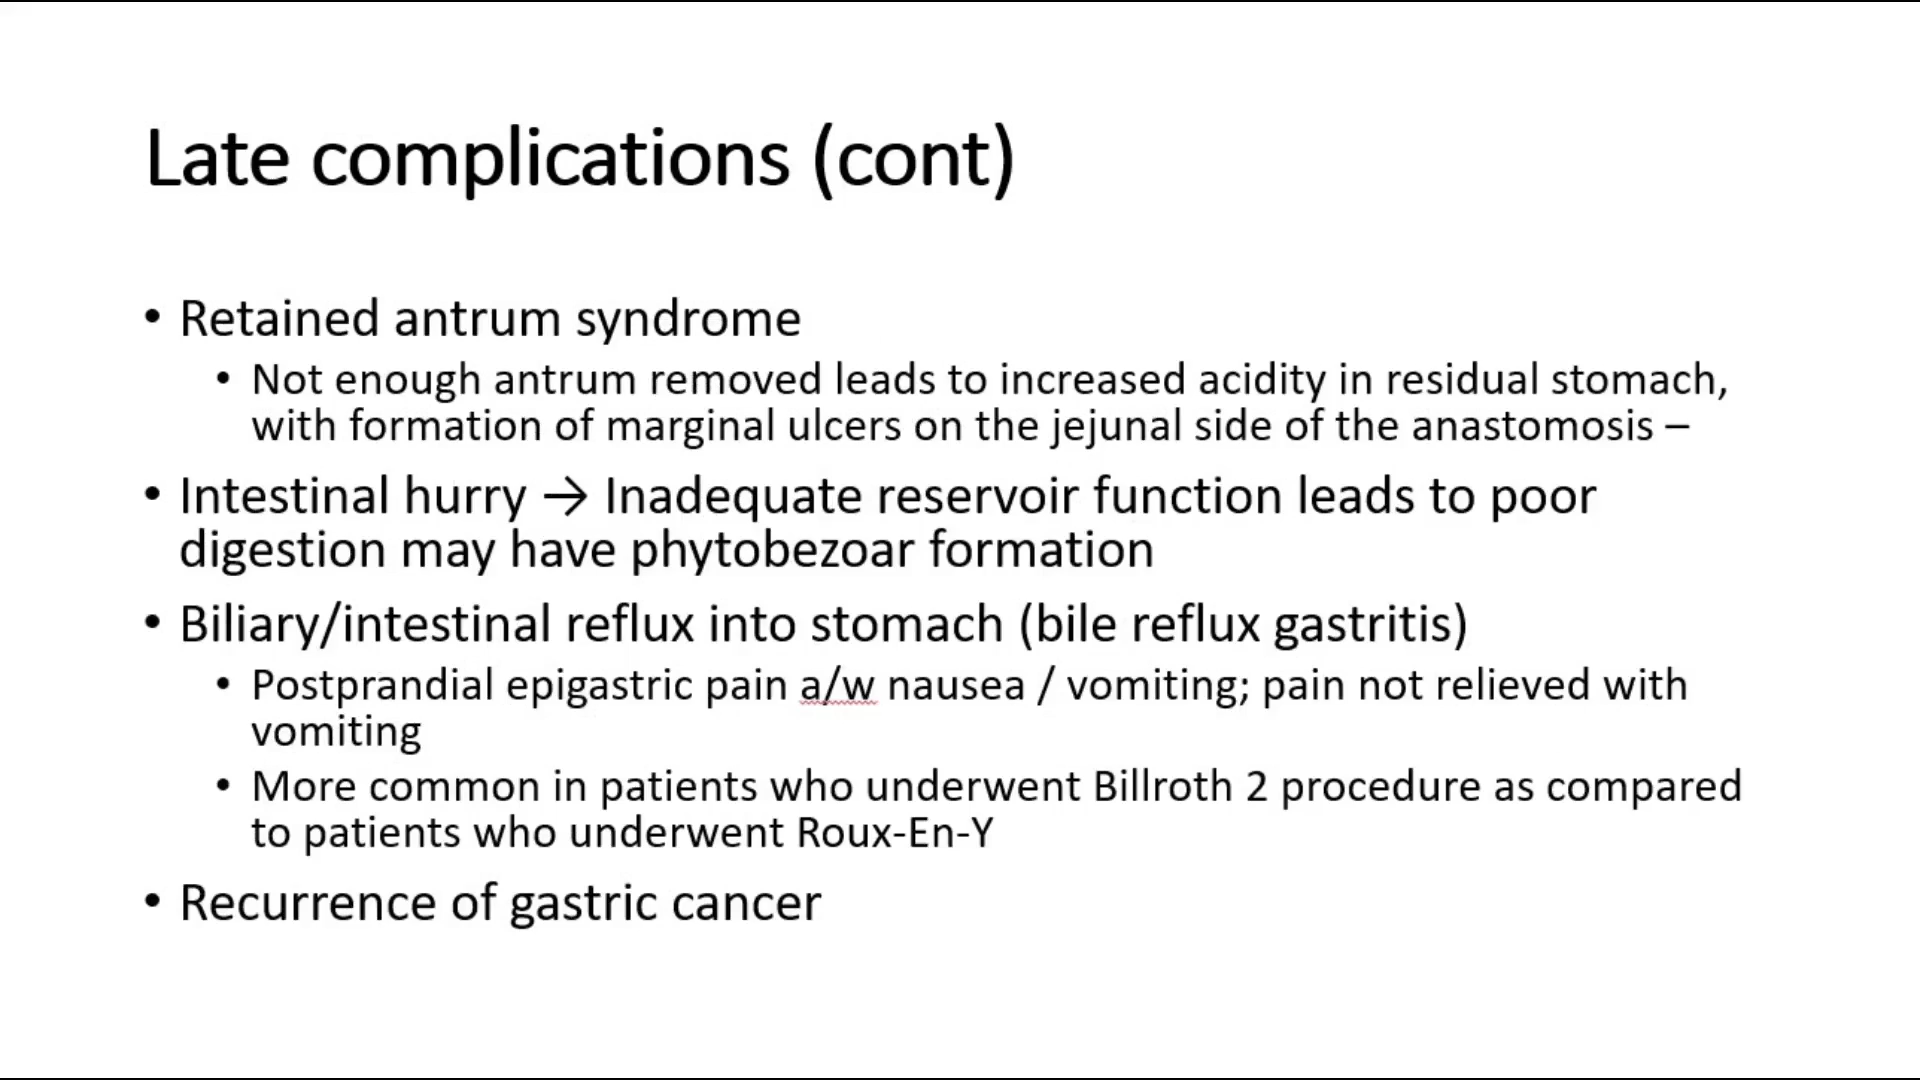 Late complications (cont)
• Retained antrum syndrome
• Not enough antrum removed leads to increased acidity in residual stomach,
with formation of marginal ulcers on the jejunal side of the anastomosis –
• Intestinal hurry → Inadequate reservoir function leads to poor
digestion may have phytobezoar formation
• Biliary/intestinal reflux into stomach (bile reflux gastritis)
• Postprandial epigastric pain a/w nausea / vomiting; pain not relieved with
vomiting
• More common in patients who underwent Billroth 2 procedure as compared
to patients who underwent Roux-En-Y
• Recurrence of gastric cancer